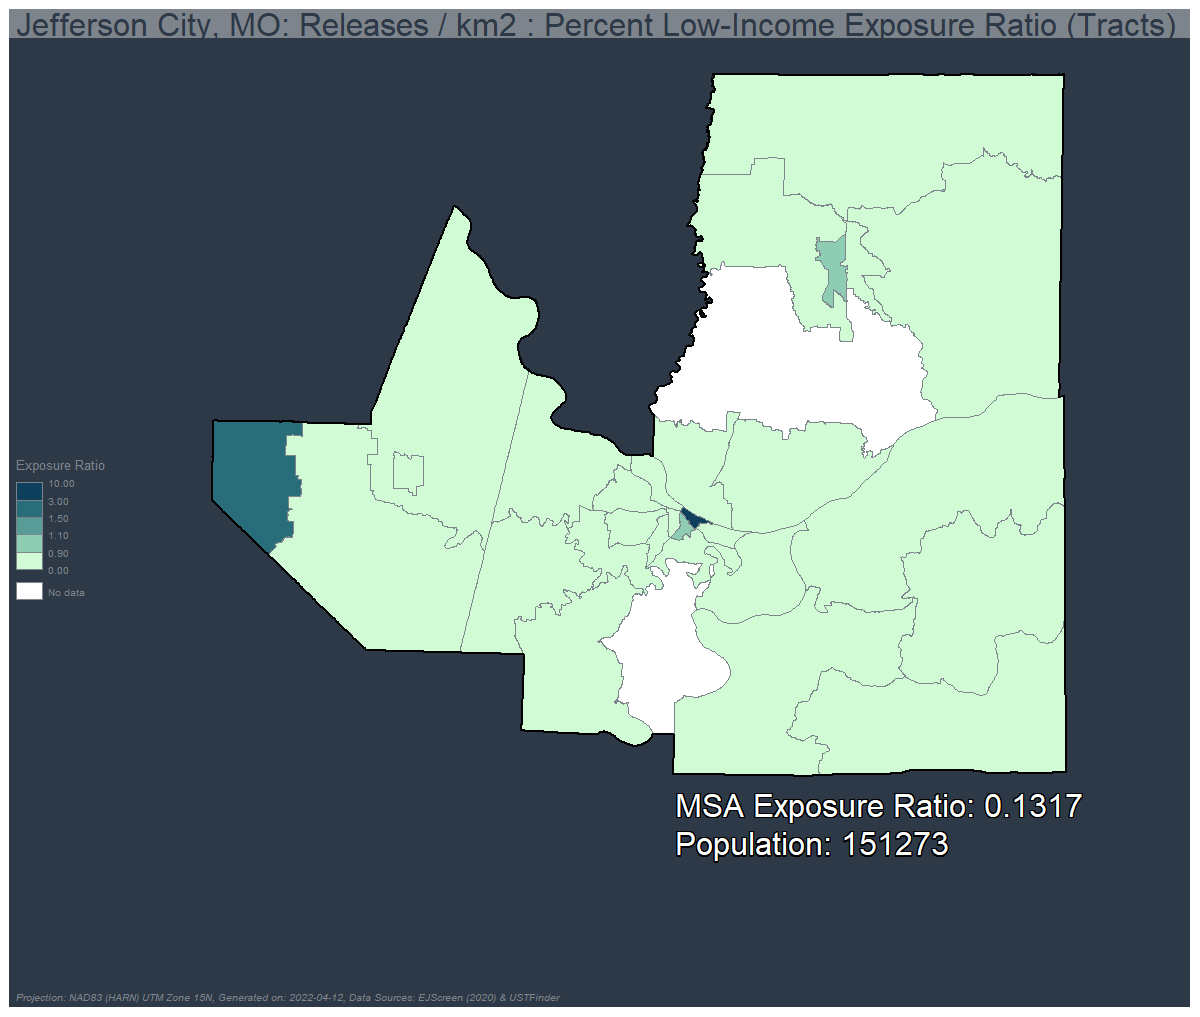 Jefferson City, MO: Releases / km2 : Percent Low-Income Exposure Ratio (Tracts)
Exposure Ratio
10.00
3.00
1.50
1.10
0.90
0.00
No data
MSA Exposure Ratio: 0.1317
Population: 151273
Projection: NAD83 (HARN) UTM Zone 15N, Generated on: 2022-04-12, Data Sources: EJScreen (2020) & USTFinder